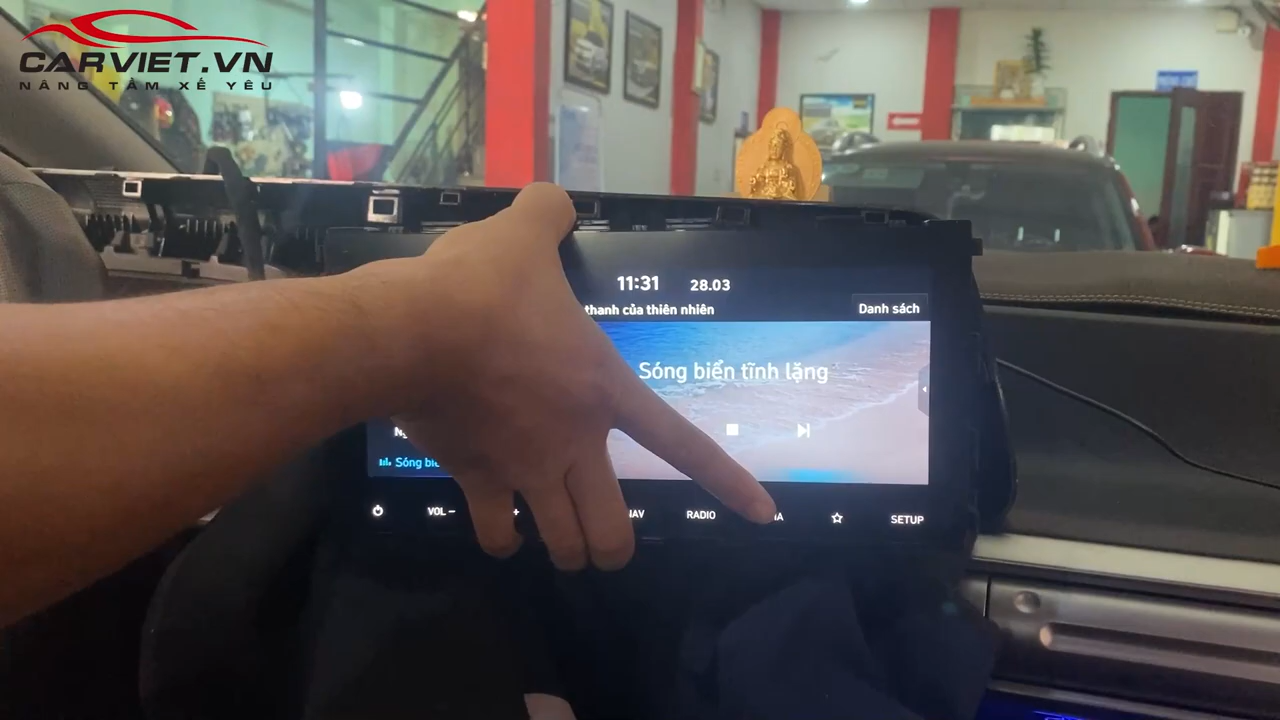 CARVIET.VN
NÂNG TẦM XẾ YÊU
11:31 28.03
thanh của thiên nhiên Danh sách
Sóng biển tĩnh lặng
Sóng
VOL − + RADIO SETUP